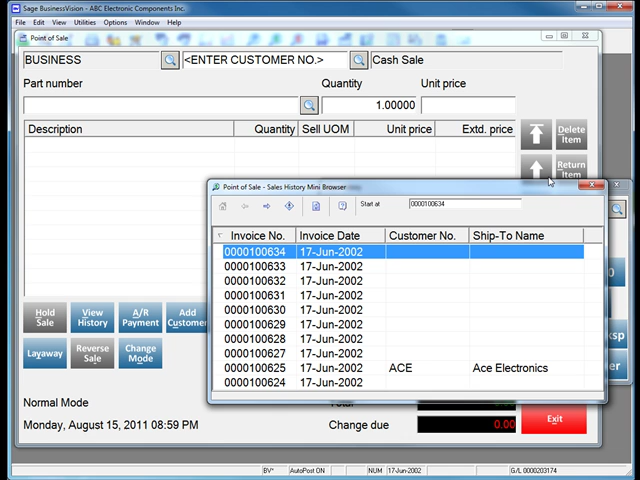 Sage BusinessVision - ABC Electronic Components Inc.
File Edit View Utilities Options Window Help
Point of Sale
BUSINESS <ENTER CUSTOMER NO.> Cash Sale
Part number Quantity Unit price
1.00000
Description Quantity Sell UOM Unit price Extd. price
Delete Item
Return Item
Point of Sale - Sales History Mini Browser
Start at 0000100634
Invoice No. Invoice Date Customer No. Ship-To Name
0000100634 17-Jun-2002
0000100633 17-Jun-2002
0000100632 17-Jun-2002
0000100631 17-Jun-2002
0000100630 17-Jun-2002
0000100629 17-Jun-2002
0000100628 17-Jun-2002
0000100627 17-Jun-2002
0000100625 17-Jun-2002 ACE Ace Electronics
0000100624 17-Jun-2002
Hold Sale View History A/R Payment Add Customer
Layaway Reverse Sale Change Mode
Normal Mode
Monday, August 15, 2011 08:59 PM Change due 0.00
Exit
BV* AutoPost ON NUM 17-Jun-2002 G/L 0000203174